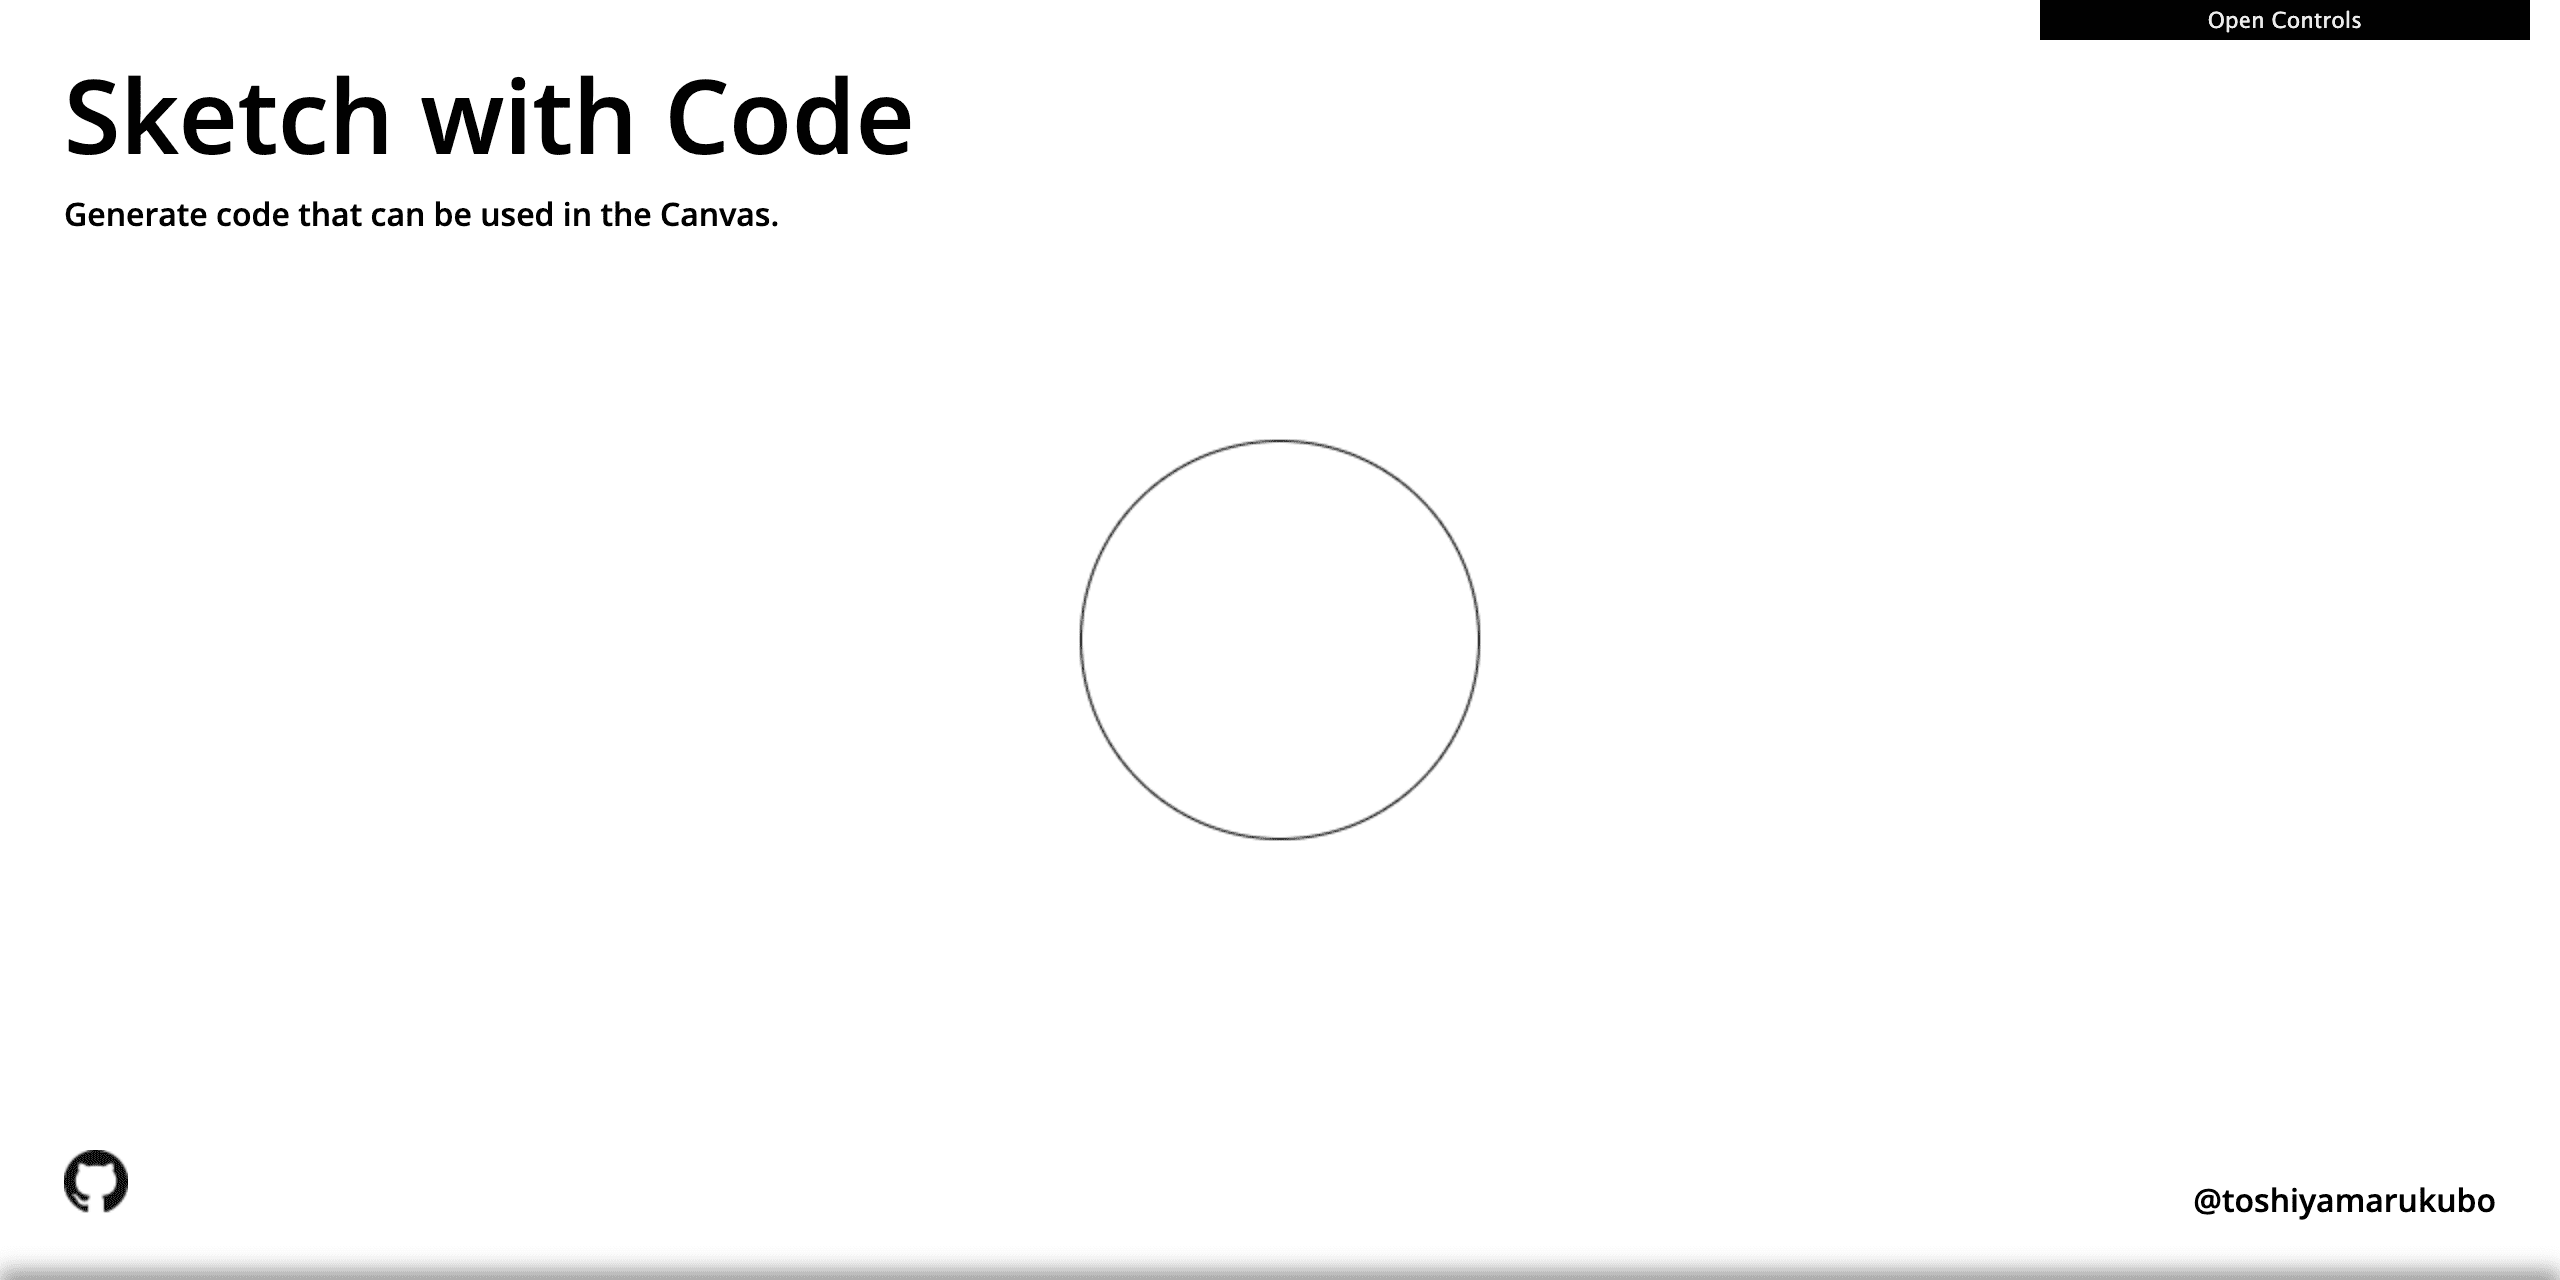 Open Controls
Sketch with Code
Generate code that can be used in the Canvas.
@toshiyamarukubo